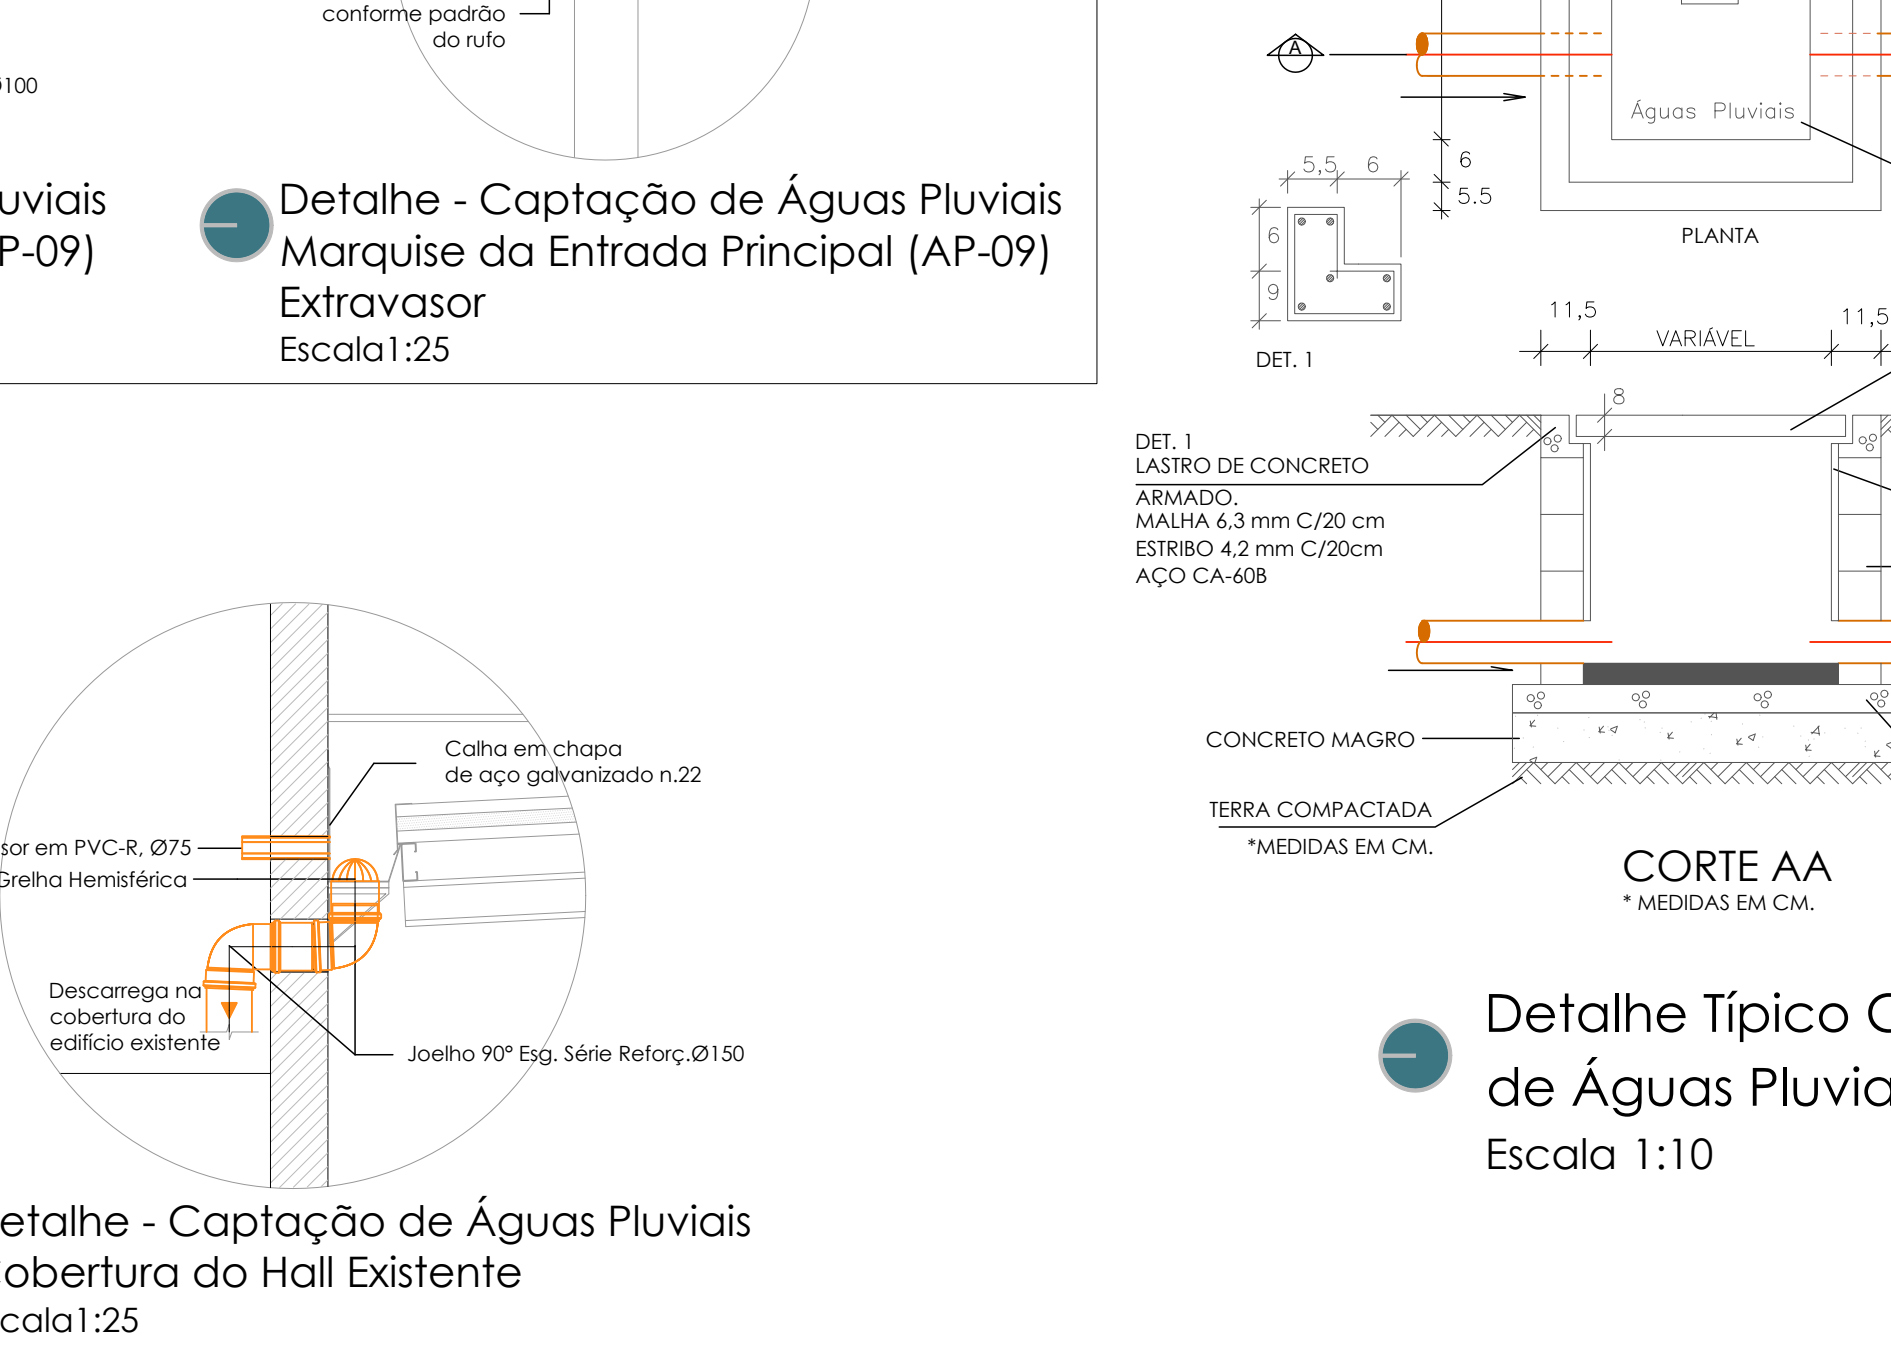 conforme padrão
do rufo
Ø100
uviais
P-09)
Detalhe - Captação de Águas Pluviais
Marquise da Entrada Principal (AP-09)
Extravasor
Escala1:25
A
Águas Pluviais
6
5.5
PLANTA
5,5 6
6
9
DET. 1
11,5
VARIÁVEL
11,5
8
DET. 1
LASTRO DE CONCRETO
ARMADO.
MALHA 6,3 mm C/20 cm
ESTRIBO 4,2 mm C/20cm
AÇO CA-60B
CONCRETO MAGRO
TERRA COMPACTADA
*MEDIDAS EM CM.
CORTE AA
* MEDIDAS EM CM.
Detalhe Típico C
de Águas Pluvia
Escala 1:10
Calha em chapa
de aço galvanizado n.22
sor em PVC-R, Ø75
Grelha Hemisférica
Descarrega na
cobertura do
edifício existente
Joelho 90° Esg. Série Reforç.Ø150
etalhe - Captação de Águas Pluviais
obertura do Hall Existente
cala1:25